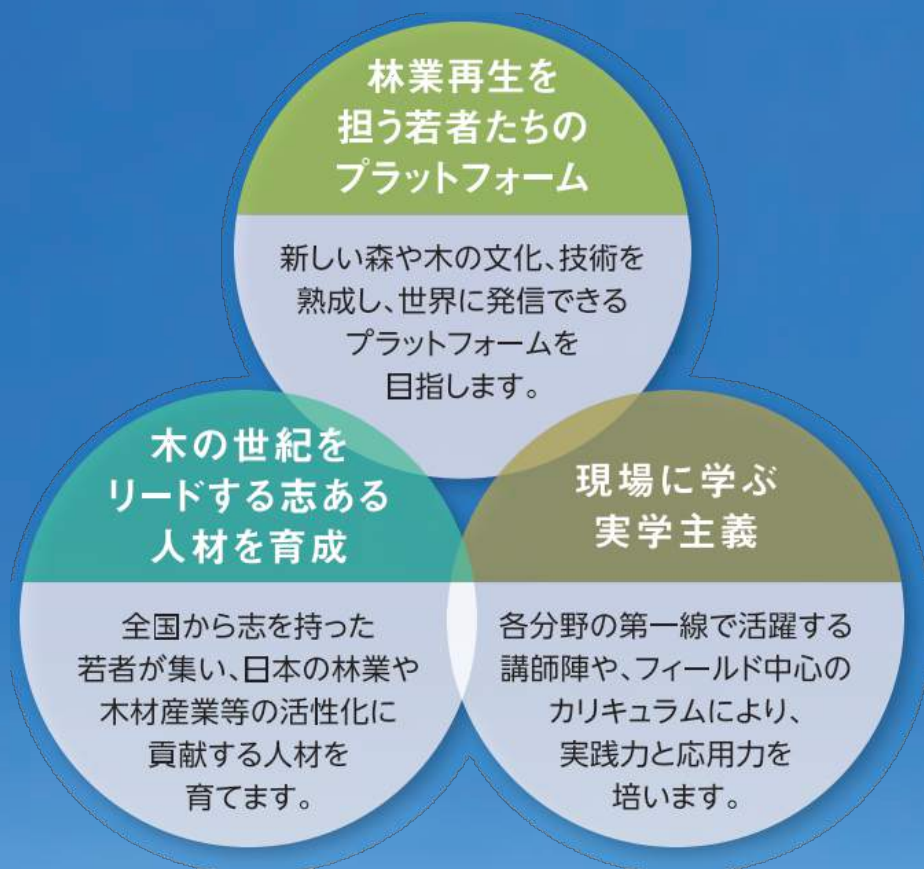 林業再生を
担う若者たちの
プラットフォーム
新しい森や木の文化、技術を
熟成し、世界に発信できる
プラットフォームを
目指します。
木の世紀を
リードする志ある
人材を育成
全国から志を持った
若者が集い、日本の林業や
木材産業等の活性化に
貢献する人材を
育てます。
現場に学ぶ
実学主義
各分野の第一線で活躍する
講師陣や、フィールド中心の
カリキュラムにより、
実践力と応用力を
培います。